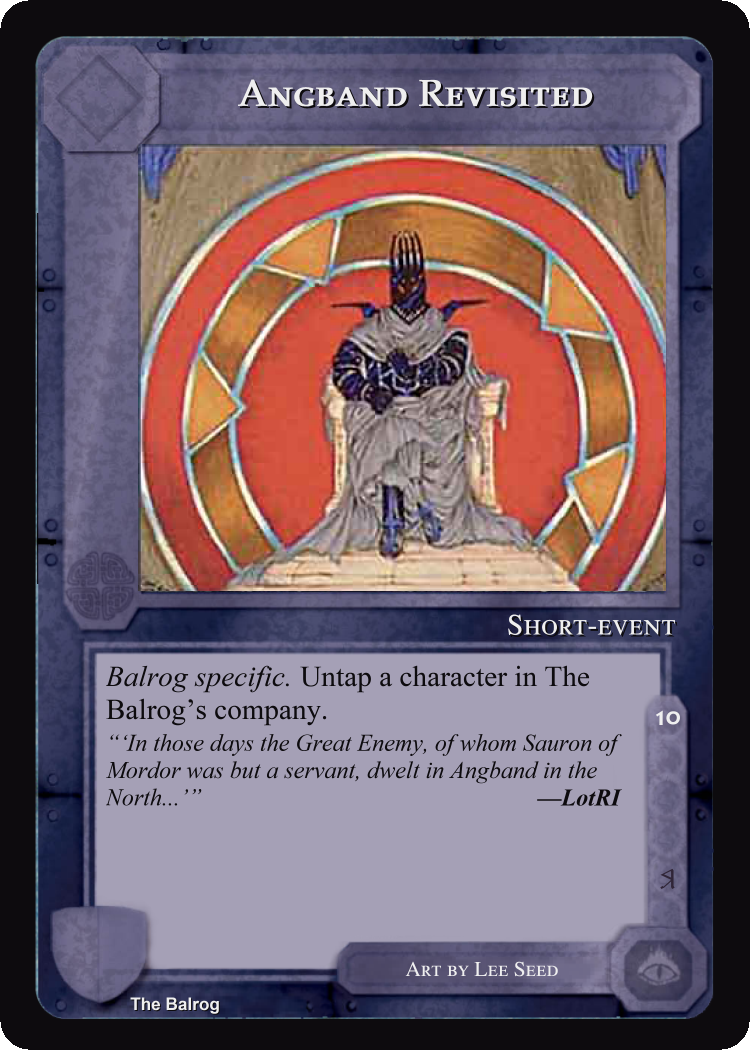 Angband Revisited
Short-event
Balrog specific. Untap a character in The
Balrog’s company.
“‘In those days the Great Enemy, of whom Sauron of
Mordor was but a servant, dwelt in Angband in the
North...’” —LotRI
10
Art by Lee Seed
The Balrog